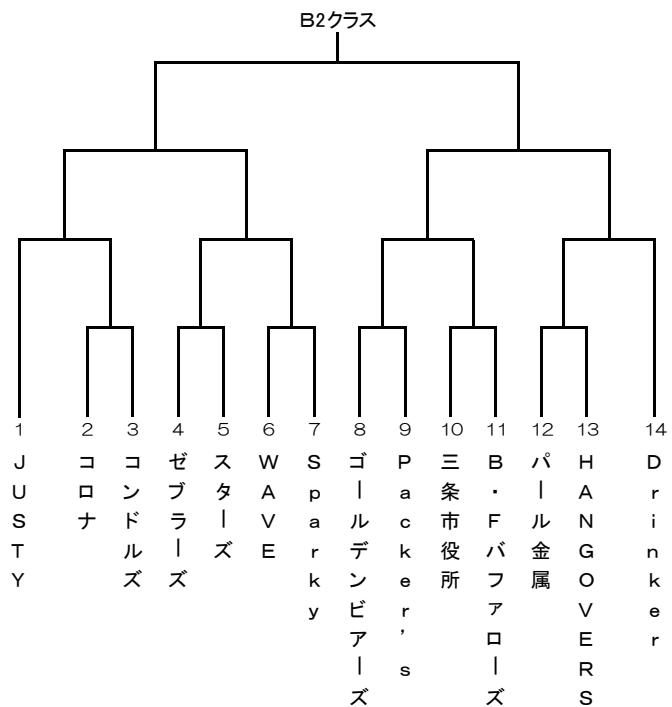 B2クラス
1 2 3 4 5 6 7 8 9 10 11 12 13 14
JUSTY
コロナ
コンドルズ
ゼブラーズ
スターズ
WAVE
Sparky
ゴールデンビアーズ
Packer's
三条市役所
B・Fバファローズ
パール金属
HANGOVERS
Drinker